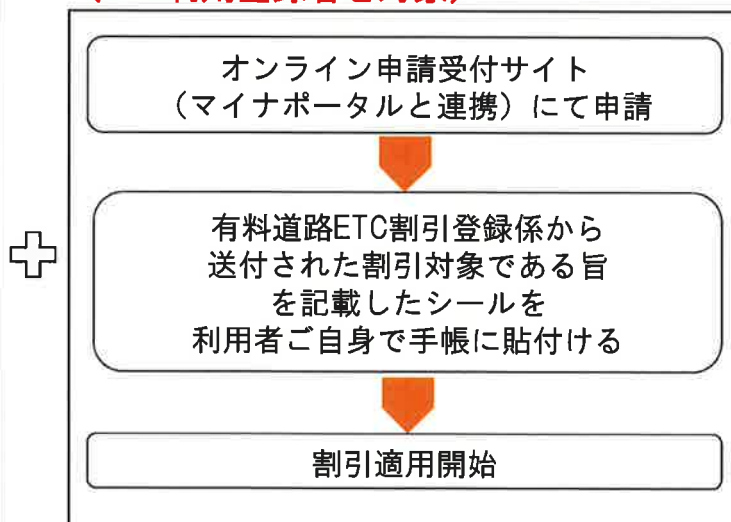 オンライン申請受付サイト
（マイナポータルと連携）にて申請
有料道路ETC割引登録係から
送付された割引対象である旨
を記載したシールを
利用者ご自身で手帳に貼付ける
割引適用開始